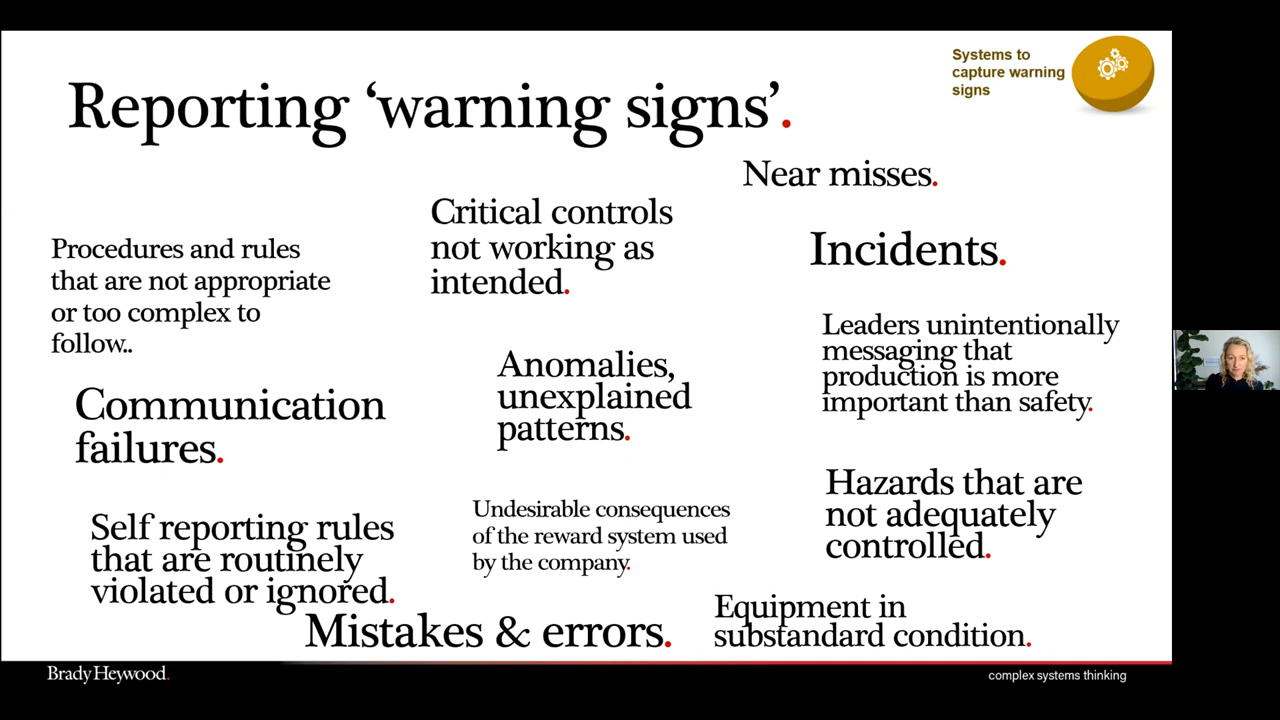 Systems to
capture warning
signs
Reporting ‘warning signs’.
Near misses.
Critical controls
not working as
intended.
Procedures and rules
that are not appropriate
or too complex to
follow..
Incidents.
Leaders unintentionally
messaging that
production is more
important than safety.
Anomalies,
unexplained
patterns.
Communication
failures.
Hazards that are
not adequately
controlled.
Undesirable consequences
of the reward system used
by the company.
Self reporting rules
that are routinely
violated or ignored.
Mistakes & errors.
Equipment in
substandard condition.
Brady Heywood.
complex systems thinking